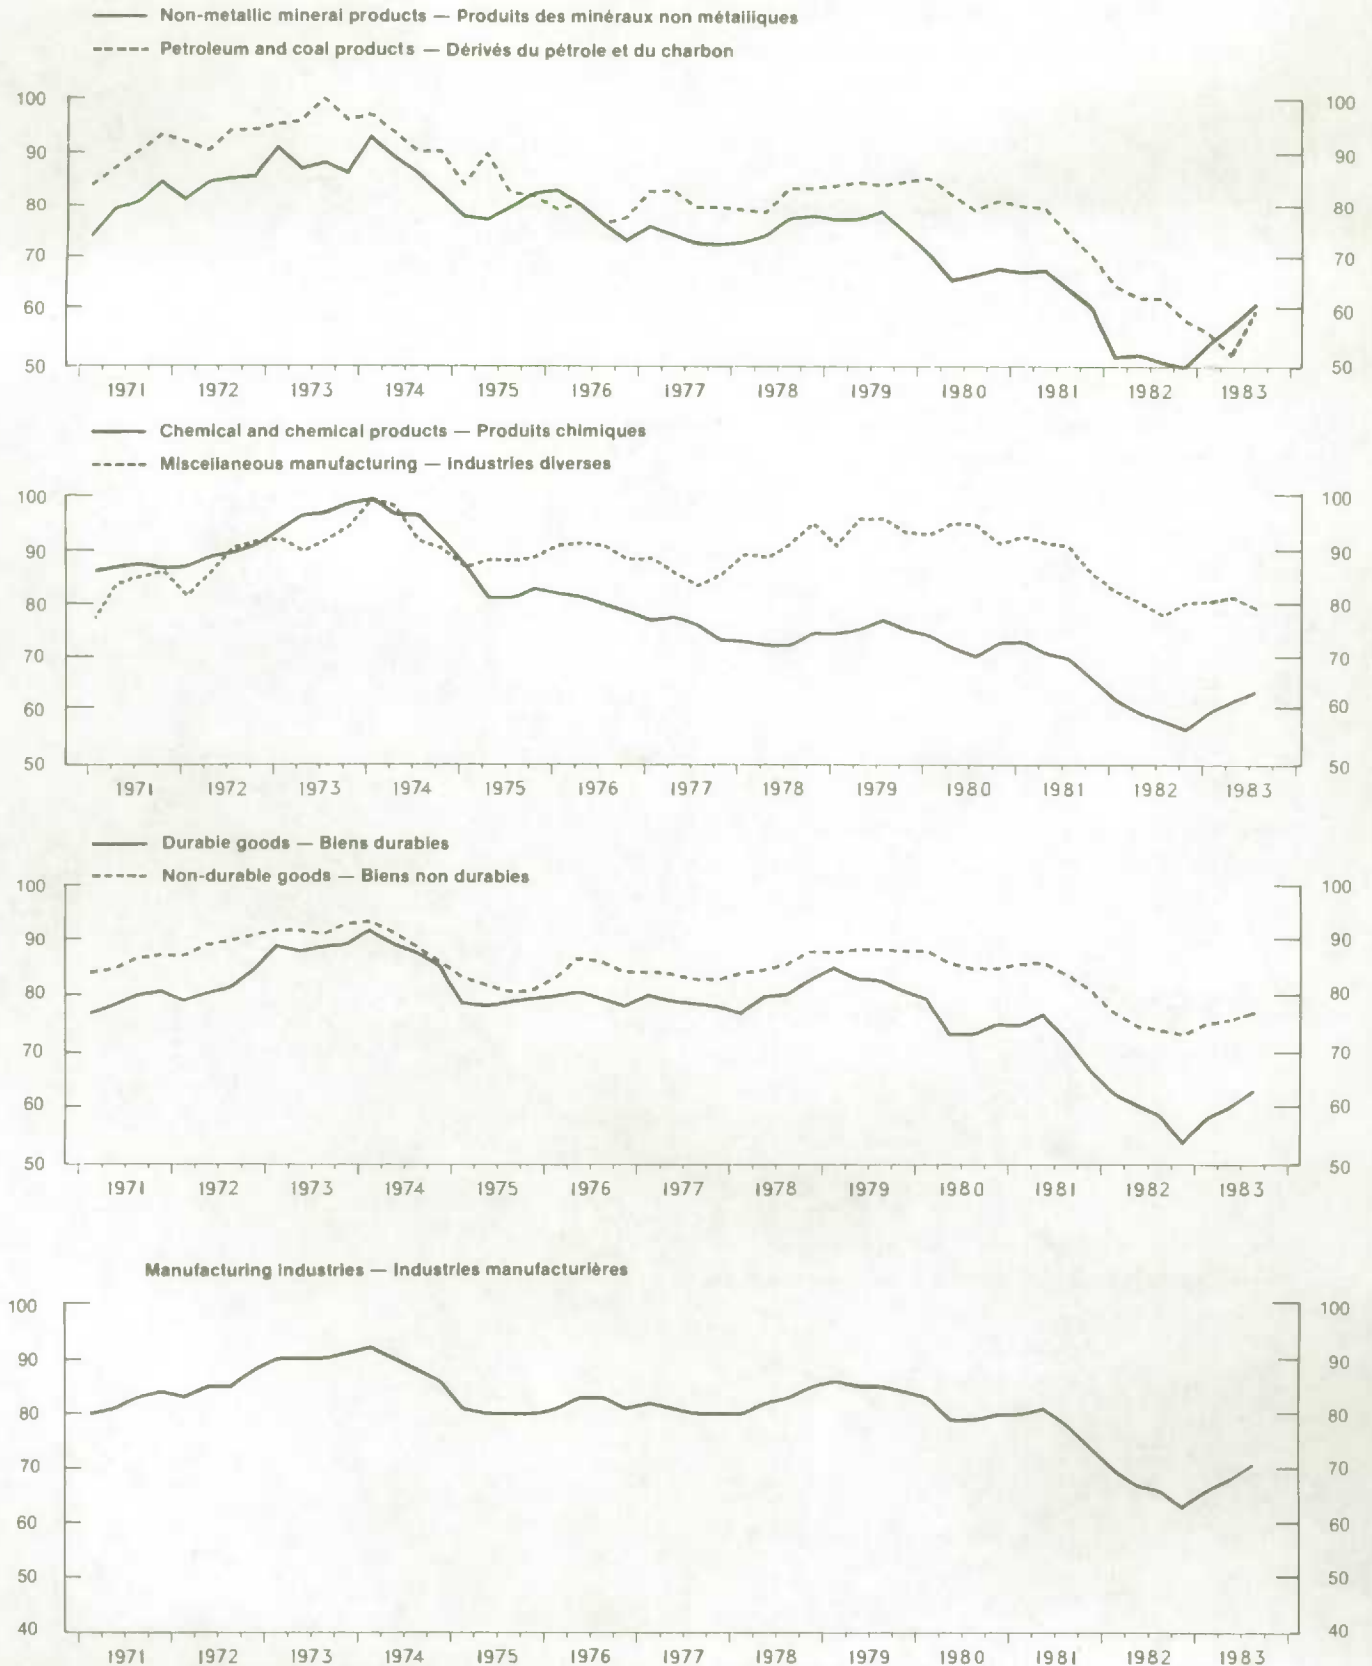 Non-metallic mineral products — Produits des minéraux non métalliques
Petroleum and coal products — Dérivés du pétrole et du charbon
100 100
90 90
80 80
70 70
60 60
50 50
1971 1972 1973 1974 1975 1976 1977 1978 1979 1980 1981 1982 1983
Chemical and chemical products — Produits chimiques
Miscellaneous manufacturing — Industries diverses
100 100
90 90
80 80
70 70
60 60
50 50
1971 1972 1973 1974 1975 1976 1977 1978 1979 1980 1981 1982 1983
Durable goods — Biens durables
Non-durable goods — Biens non durables
100 100
90 90
80 80
70 70
60 60
50 50
1971 1972 1973 1974 1975 1976 1977 1978 1979 1980 1981 1982 1983
Manufacturing industries — Industries manufacturières
100 100
90 90
80 80
70 70
60 60
50 50
40 40
1971 1972 1973 1974 1975 1976 1977 1978 1979 1980 1981 1982 1983